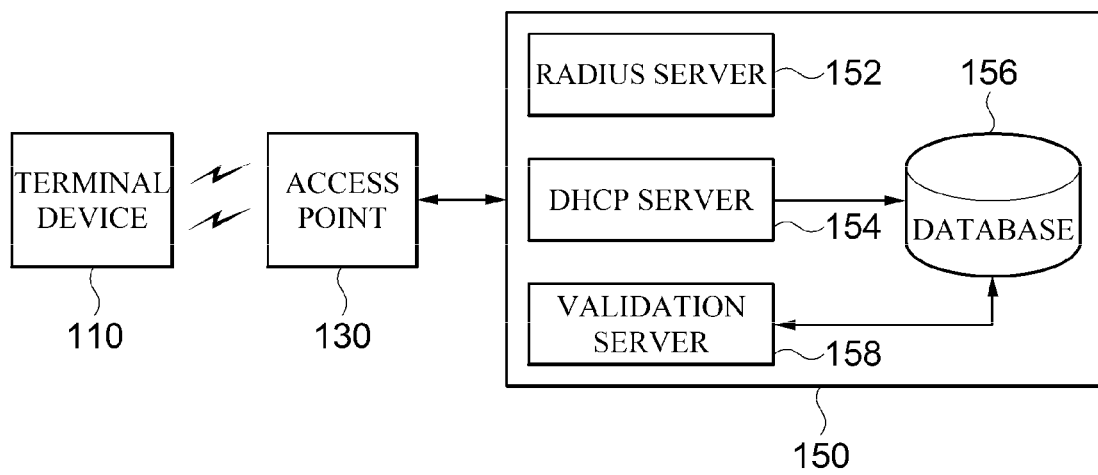 RADIUS SERVER
152
156
TERMINAL
DEVICE
ACCESS
POINT
DHCP SERVER
154
DATABASE
110
130
VALIDATION
SERVER
158
150